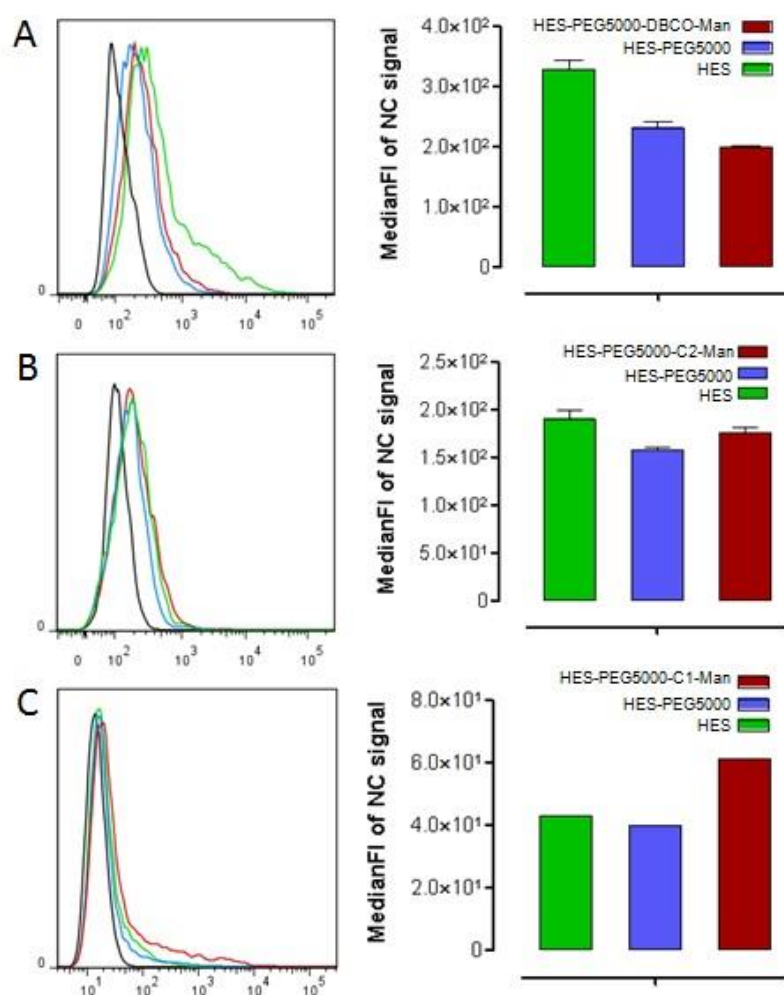 A
0
0
10²
10³
10⁴
10⁵
MedianFI of NC signal
4.0×10²
3.0×10²
2.0×10²
1.0×10²
0
HES-PEG5000-DBCO-Man
HES-PEG5000
HES
B
0
0
10²
10³
10⁴
10⁵
MedianFI of NC signal
2.5×10²
2.0×10²
1.5×10²
1.0×10²
5.0×10¹
0
HES-PEG5000-C2-Man
HES-PEG5000
HES
C
0
10¹
10²
10³
10⁴
10⁵
MedianFI of NC signal
8.0×10¹
6.0×10¹
4.0×10¹
2.0×10¹
0
HES-PEG5000-C1-Man
HES-PEG5000
HES